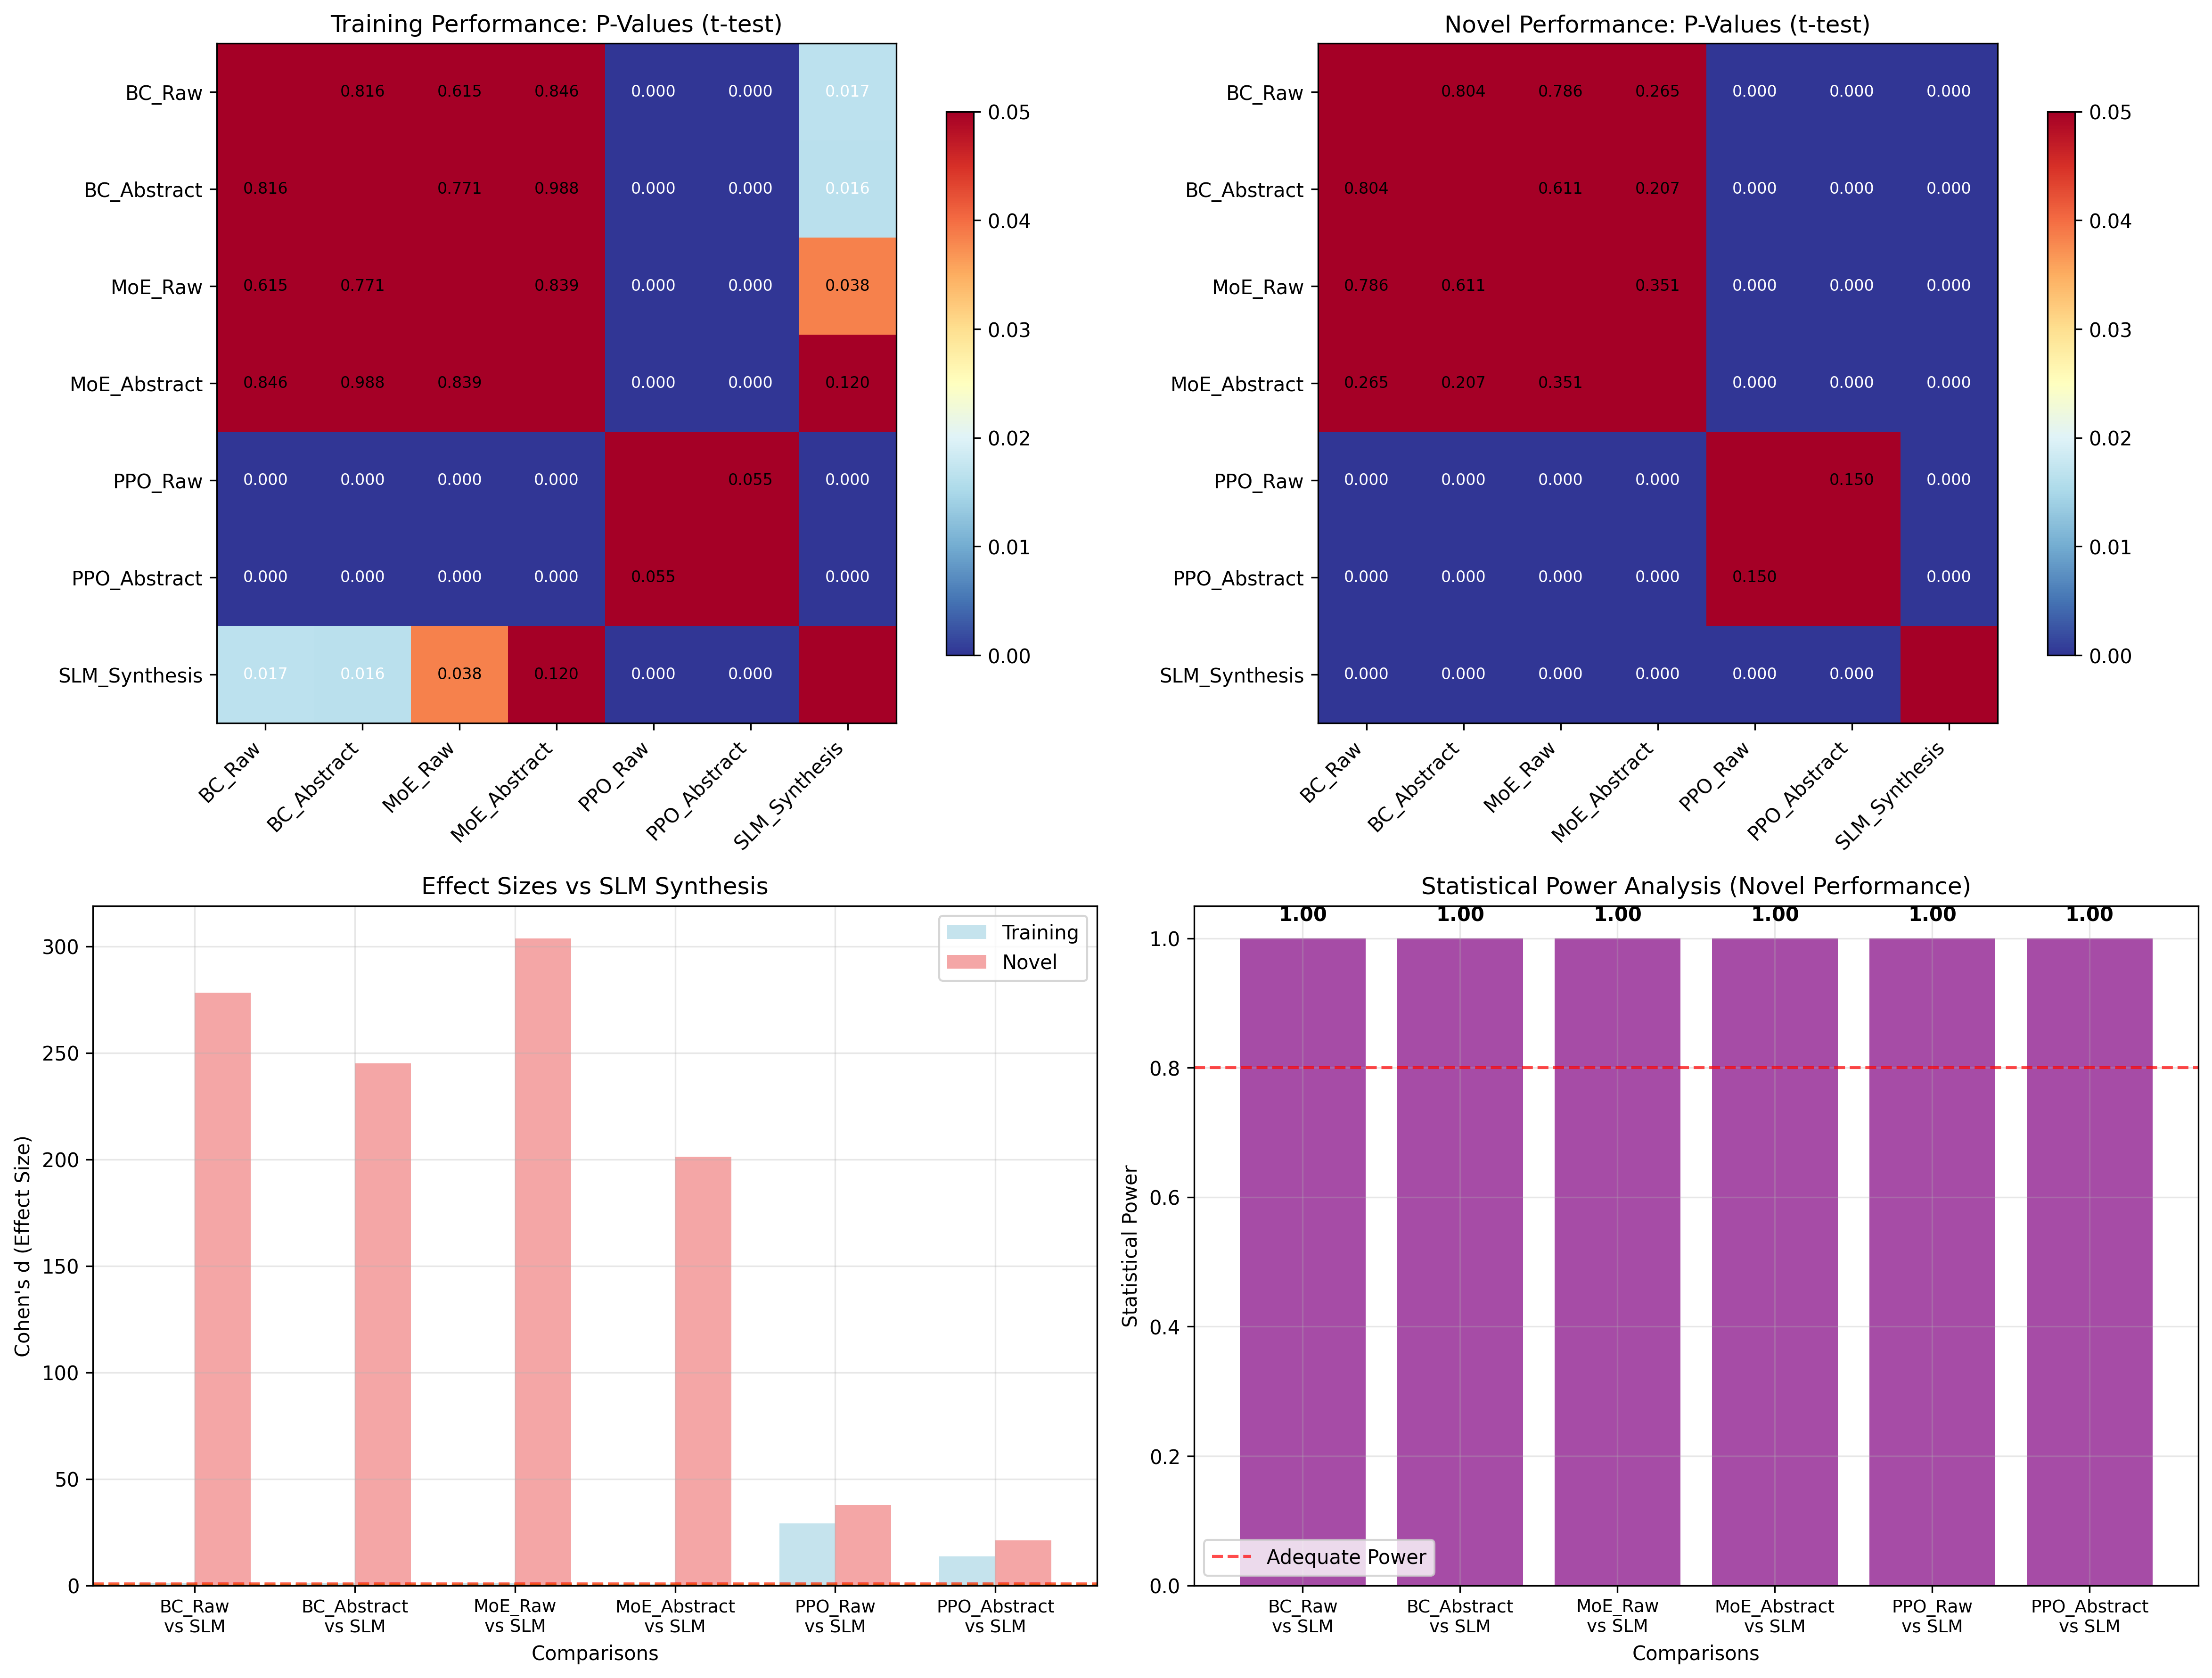 Training Performance: P-Values (t-test)
BC_Raw 0.816 0.615 0.846 0.000 0.000 0.017
BC_Abstract 0.816 0.771 0.988 0.000 0.000 0.016
MoE_Raw 0.615 0.771 0.839 0.000 0.000 0.038
MoE_Abstract 0.846 0.988 0.839 0.000 0.000 0.120
PPO_Raw 0.000 0.000 0.000 0.000 0.055 0.000
PPO_Abstract 0.000 0.000 0.000 0.000 0.055 0.000
SLM_Synthesis 0.017 0.016 0.038 0.120 0.000 0.000
BC_Raw
BC_Abstract
MoE_Raw
MoE_Abstract
PPO_Raw
PPO_Abstract
SLM_Synthesis
0.05
0.04
0.03
0.02
0.01
0.00
Novel Performance: P-Values (t-test)
BC_Raw 0.804 0.786 0.265 0.000 0.000 0.000
BC_Abstract 0.804 0.611 0.207 0.000 0.000 0.000
MoE_Raw 0.786 0.611 0.351 0.000 0.000 0.000
MoE_Abstract 0.265 0.207 0.351 0.000 0.000 0.000
PPO_Raw 0.000 0.000 0.000 0.000 0.150 0.000
PPO_Abstract 0.000 0.000 0.000 0.000 0.150 0.000
SLM_Synthesis 0.000 0.000 0.000 0.000 0.000 0.000
BC_Raw
BC_Abstract
MoE_Raw
MoE_Abstract
PPO_Raw
PPO_Abstract
SLM_Synthesis
0.05
0.04
0.03
0.02
0.01
0.00
Effect Sizes vs SLM Synthesis
Training
Novel
Cohen's d (Effect Size)
300
250
200
150
100
50
0
BC_Raw
vs SLM
BC_Abstract
vs SLM
MoE_Raw
vs SLM
MoE_Abstract
vs SLM
PPO_Raw
vs SLM
PPO_Abstract
vs SLM
Comparisons
Statistical Power Analysis (Novel Performance)
1.00 1.00 1.00 1.00 1.00 1.00
Statistical Power
1.0
0.8
0.6
0.4
0.2
0.0
Adequate Power
BC_Raw
vs SLM
BC_Abstract
vs SLM
MoE_Raw
vs SLM
MoE_Abstract
vs SLM
PPO_Raw
vs SLM
PPO_Abstract
vs SLM
Comparisons